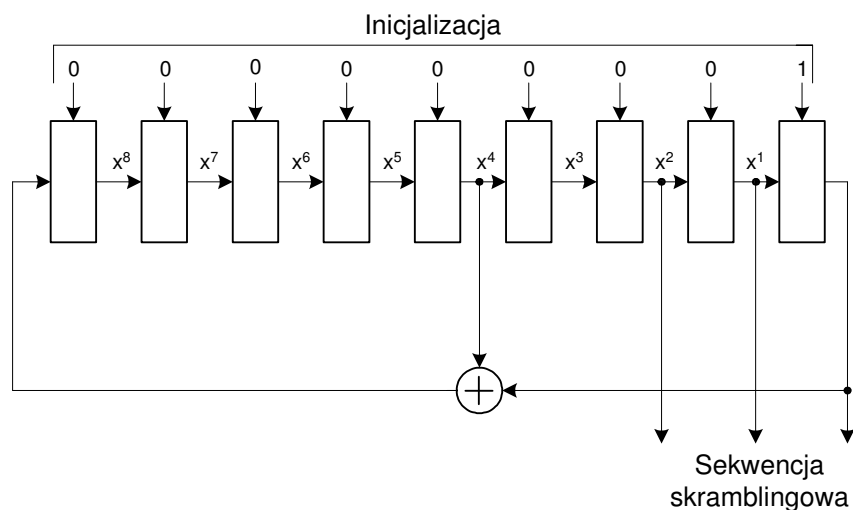 Inicjalizacja
0 0 0 0 0 0 0 0 1
x⁸ x⁷ x⁶ x⁵ x⁴ x³ x² x¹
Sekwencja
skramblingowa